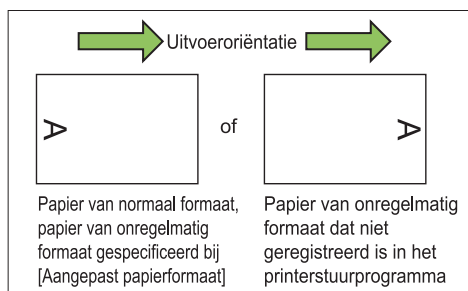 Uitvoeroriëntatie
A
of
A
Papier van normaal formaat,
papier van onregelmatig
formaat gespecificeerd bij
[Aangepast papierformaat]
Papier van onregelmatig
formaat dat niet
geregistreerd is in het
printerstuurprogramma